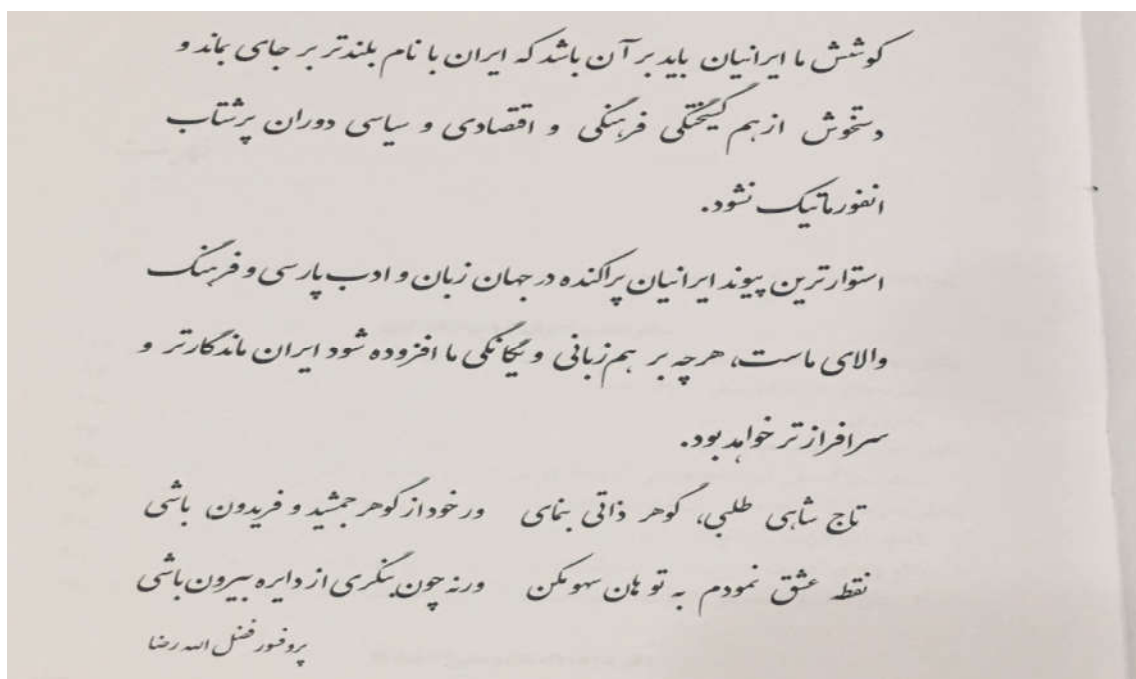 کوشش ما ایرانیان باید بر آن باشد که ایران با نام بلندتر بر جای بماند و
دستخوش از هم گسیختگی فرهنگی و اقتصادی و سیاسی دوران پرشتاب
انفورماتیک نشود.
استوارترین پیوند ایرانیان پراکنده در جهان زبان و ادب پارسی و فرهنگ
والای ماست، هرچه بر هم‌زبانی و یگانگی ما افزوده شود ایران ماندگارتر و
سرافرازتر خواهد بود.
تاج شاهی طلبی، گوهر ذاتی بنمای ور خود از گوهر جمشید و فریدون باشی
نقطه عشق نمودم به تو هان سهو مکن ورنه چون بنگری از دایره بیرون باشی
پروفسور فضل الله رضا